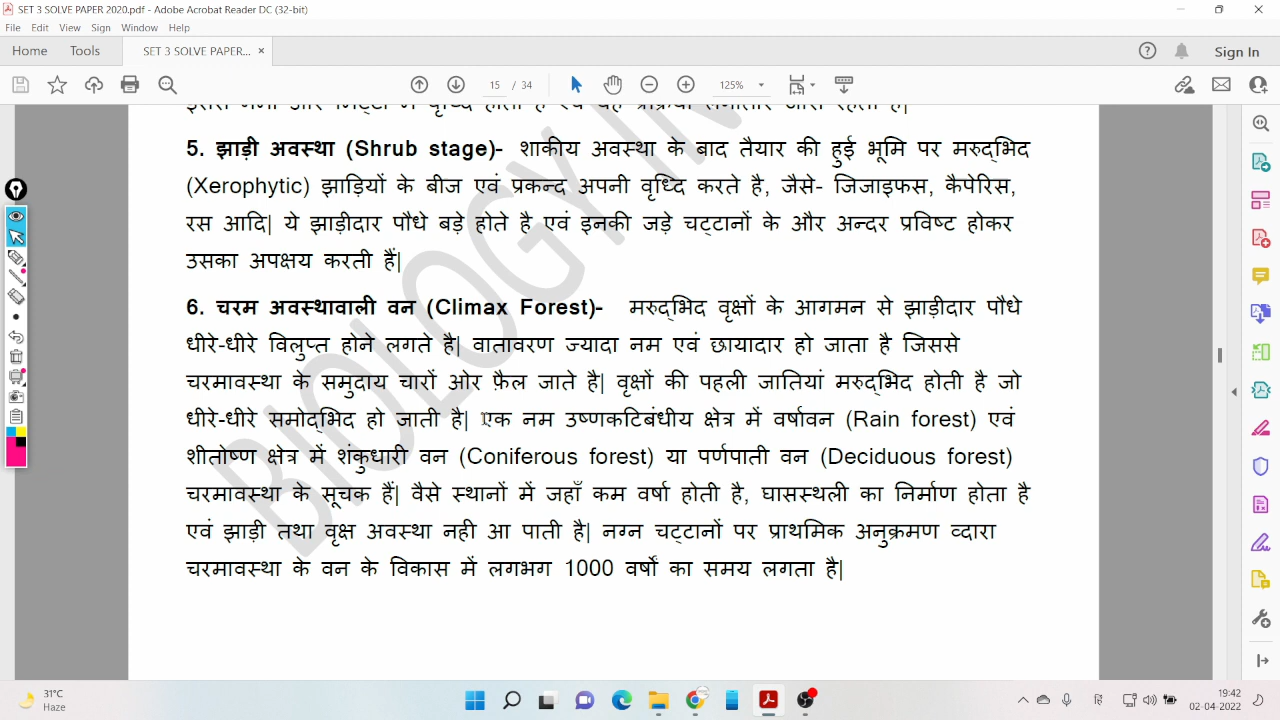 SET 3 SOLVE PAPER 2020.pdf - Adobe Acrobat Reader DC (32-bit)
File Edit View Sign Window Help
Home Tools SET 3 SOLVE PAPER... × Sign In
15 / 34 125%
5. झाड़ी अवस्था (Shrub stage)- शाकीय अवस्था के बाद तैयार की हुई भूमि पर मरुद्भिद
(Xerophytic) झाड़ियों के बीज एवं प्रकन्द अपनी वृध्दि करते है, जैसे- जिजाइफस, कैपेरिस,
रस आदि| ये झाड़ीदार पौधे बड़े होते है एवं इनकी जड़े चट्टानों के और अन्दर प्रविष्ट होकर
उसका अपक्षय करती हैं|
6. चरम अवस्थावाली वन (Climax Forest)- मरुद्भिद वृक्षों के आगमन से झाड़ीदार पौधे
धीरे-धीरे विलुप्त होने लगते है| वातावरण ज्यादा नम एवं छायादार हो जाता है जिससे
चरमावस्था के समुदाय चारों ओर फ़ैल जाते है| वृक्षों की पहली जातियां मरुद्भिद होती है जो
धीरे-धीरे समोद्भिद हो जाती है| एक नम उष्णकटिबंधीय क्षेत्र में वर्षावन (Rain forest) एवं
शीतोष्ण क्षेत्र में शंकुधारी वन (Coniferous forest) या पर्णपाती वन (Deciduous forest)
चरमावस्था के सूचक हैं| वैसे स्थानों में जहाँ कम वर्षा होती है, घासस्थली का निर्माण होता है
एवं झाड़ी तथा वृक्ष अवस्था नही आ पाती है| नग्न चट्टानों पर प्राथमिक अनुक्रमण व्दारा
चरमावस्था के वन के विकास में लगभग 1000 वर्षों का समय लगता है|
BIOLOGY IN
31°C
Haze
19:42
02-04-2022